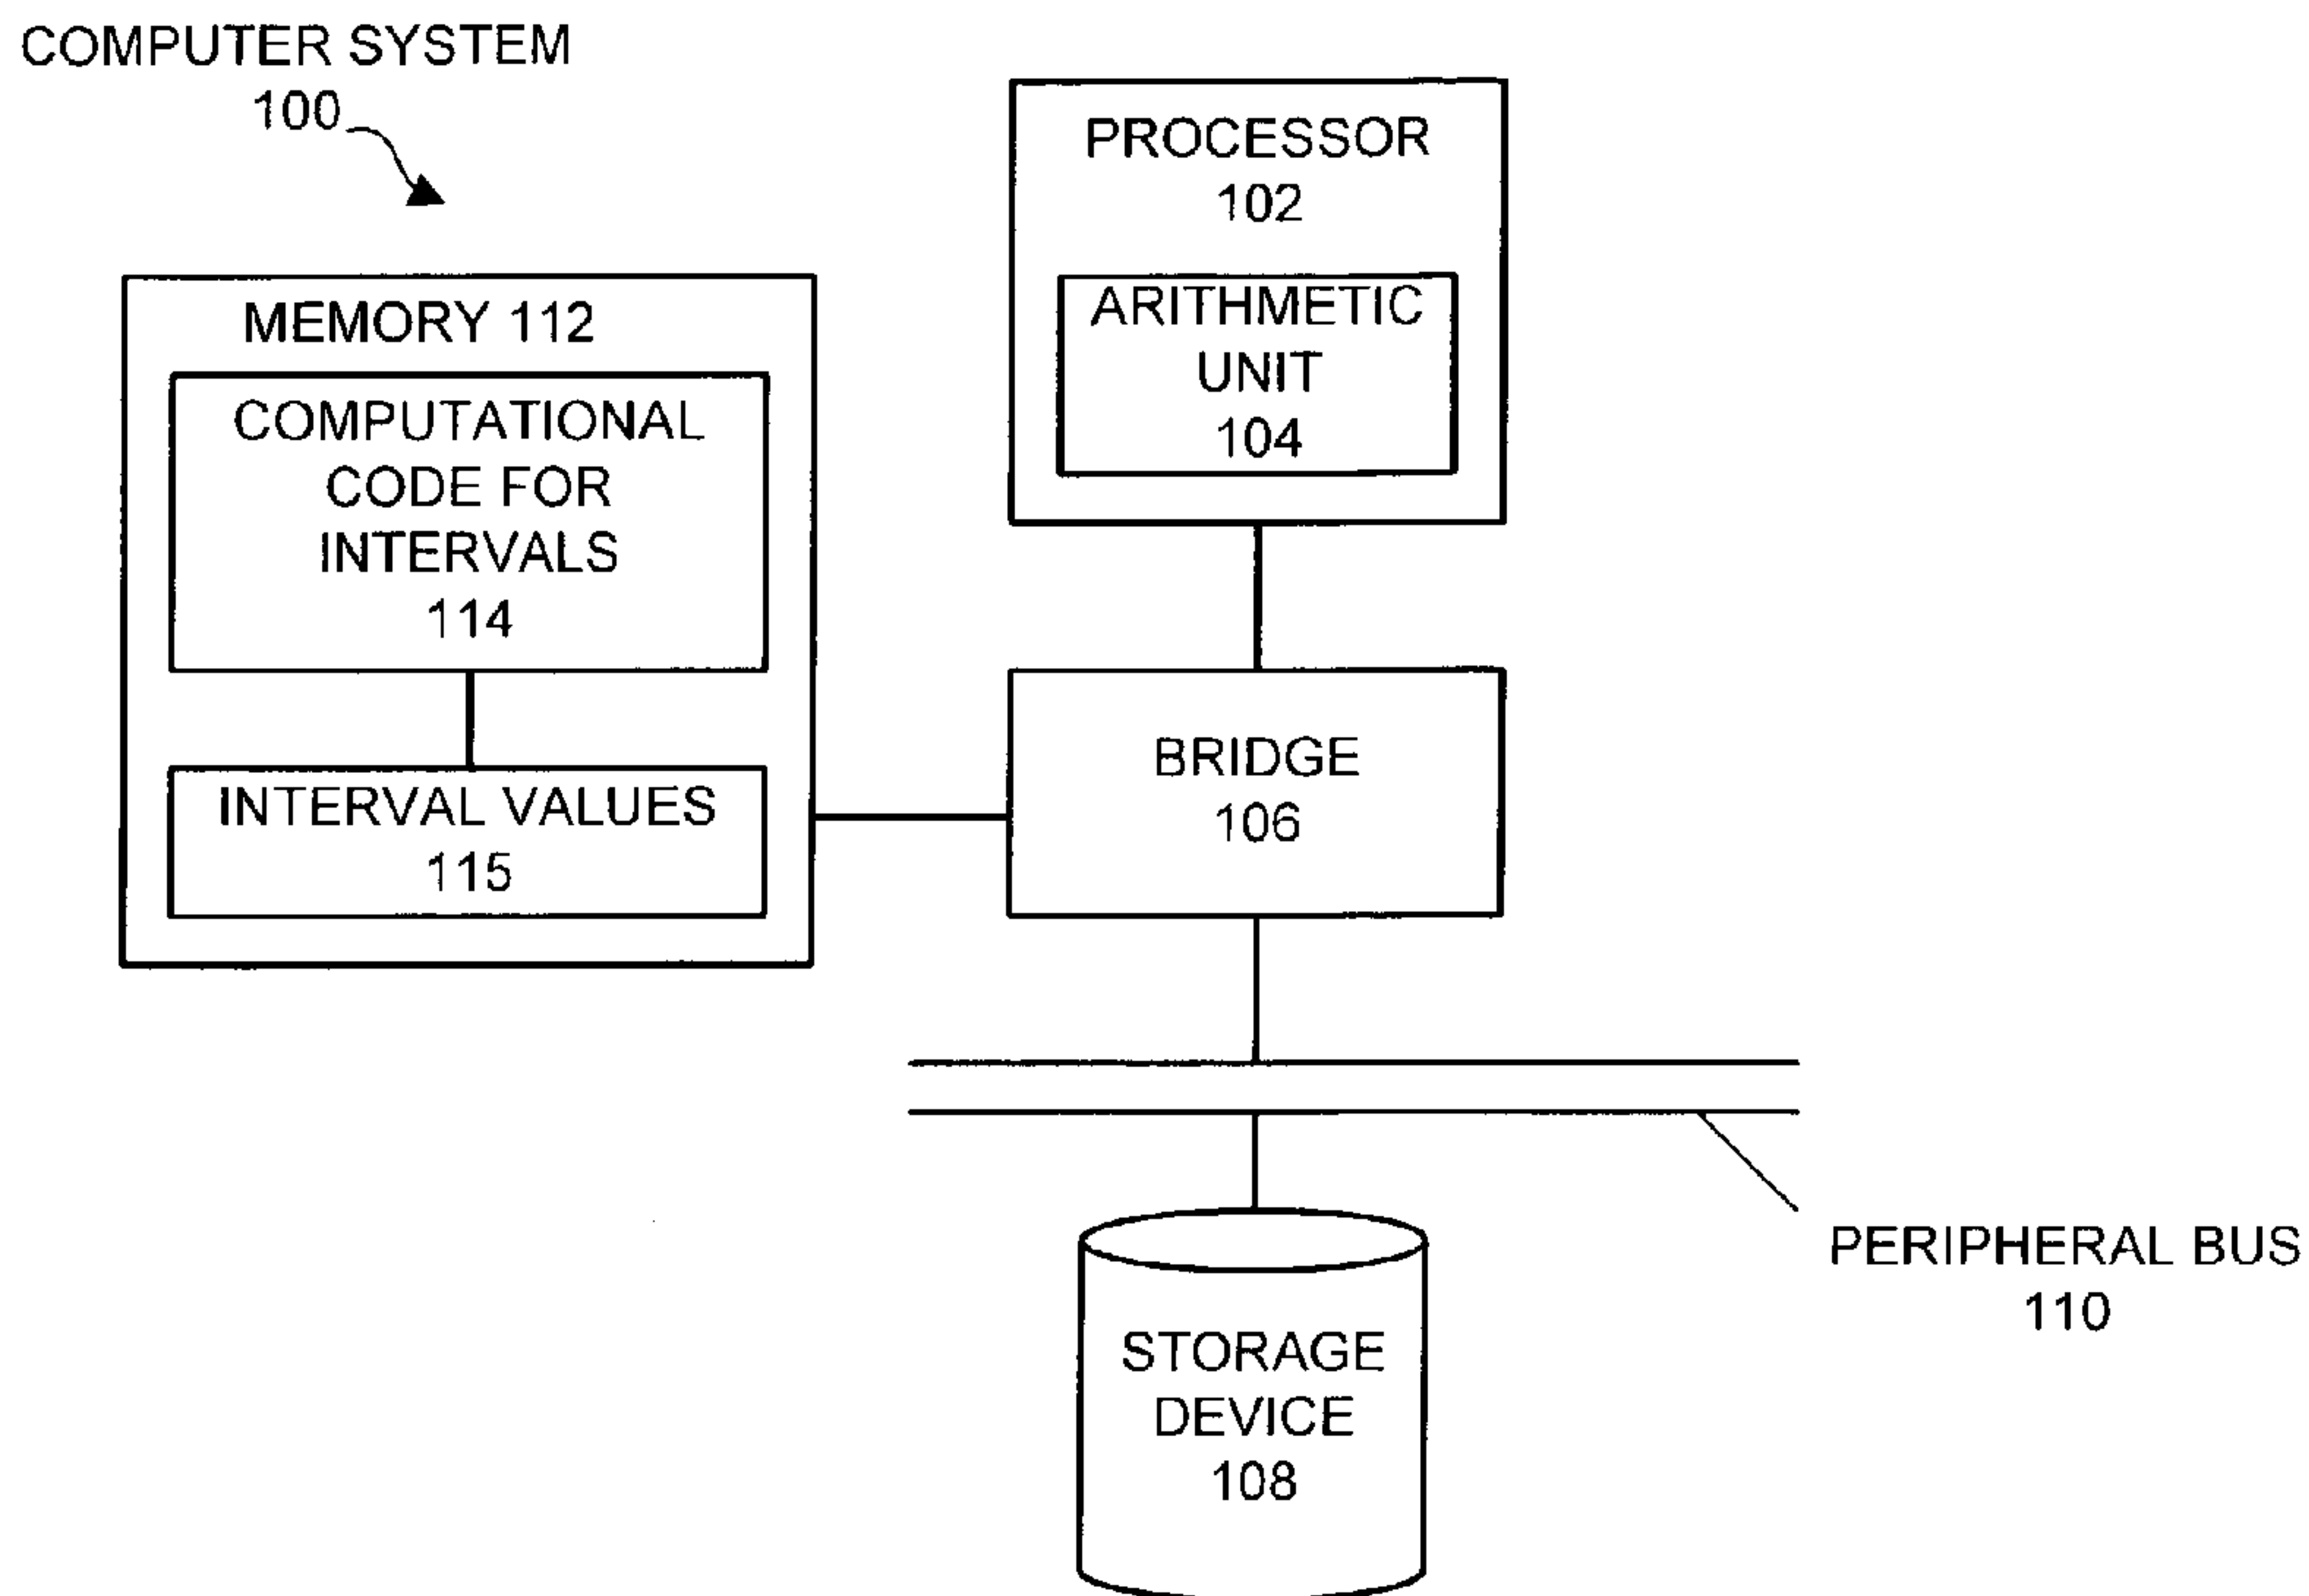 COMPUTER SYSTEM
100
PROCESSOR
102
ARITHMETIC
UNIT
104
MEMORY 112
COMPUTATIONAL
CODE FOR
INTERVALS
114
INTERVAL VALUES
115
BRIDGE
106
PERIPHERAL BUS
110
STORAGE
DEVICE
108